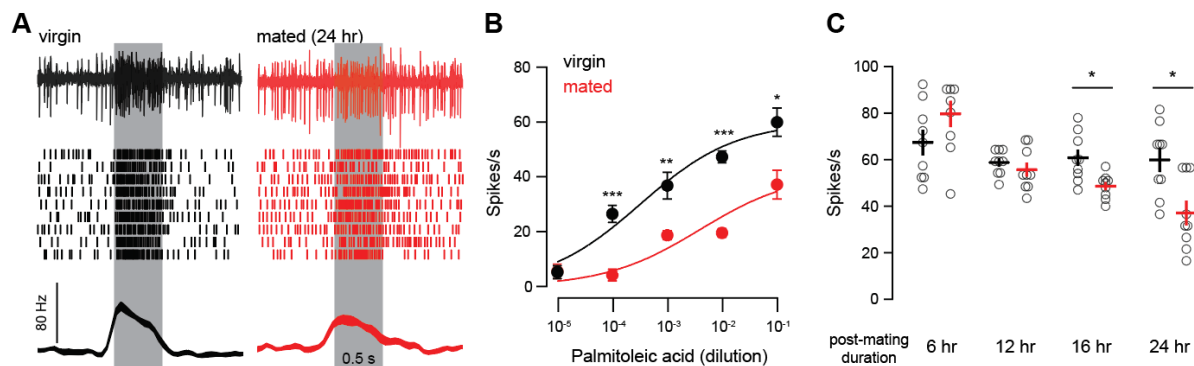 A
virgin
mated (24 hr)
80 Hz
0.5 s
B
virgin
mated
Spikes/s
80
60
40
20
0
***
**
***
*
10-5
10-4
10-3
10-2
10-1
Palmitoleic acid (dilution)
C
Spikes/s
100
80
60
40
20
0
*
*
post-mating
duration
6 hr
12 hr
16 hr
24 hr